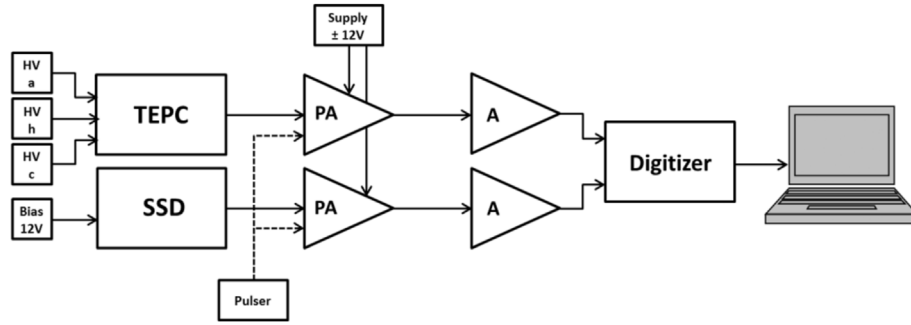 Supply
± 12V
HV
a
HV
h
HV
c
TEPC
PA
A
Digitizer
Bias
12V
SSD
PA
A
Pulser